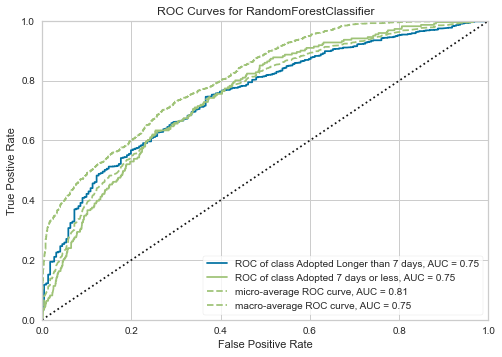 ROC Curves for RandomForestClassifier
1.0
0.8
0.6
0.4
0.2
0.0
True Postive Rate
ROC of class Adopted Longer than 7 days, AUC = 0.75
ROC of class Adopted 7 days or less, AUC = 0.75
micro-average ROC curve, AUC = 0.81
macro-average ROC curve, AUC = 0.75
0.0 0.2 0.4 0.6 0.8 1.0
False Positive Rate